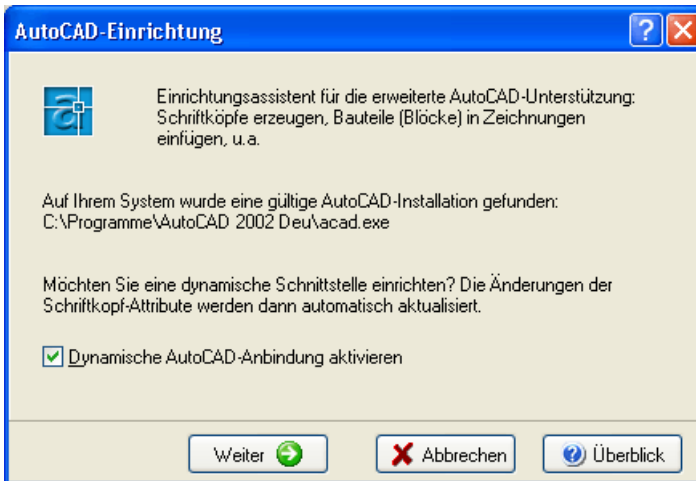 AutoCAD-Einrichtung
Einrichtungsassistent für die erweiterte AutoCAD-Unterstützung:
Schriftköpfe erzeugen, Bauteile (Blöcke) in Zeichnungen
einfügen, u.a.
Auf Ihrem System wurde eine gültige AutoCAD-Installation gefunden:
C:\Programme\AutoCAD 2002 Deu\acad.exe
Möchten Sie eine dynamische Schnittstelle einrichten? Die Änderungen der
Schriftkopf-Attribute werden dann automatisch aktualisiert.
Dynamische AutoCAD-Anbindung aktivieren
Weiter Abbrechen Überblick